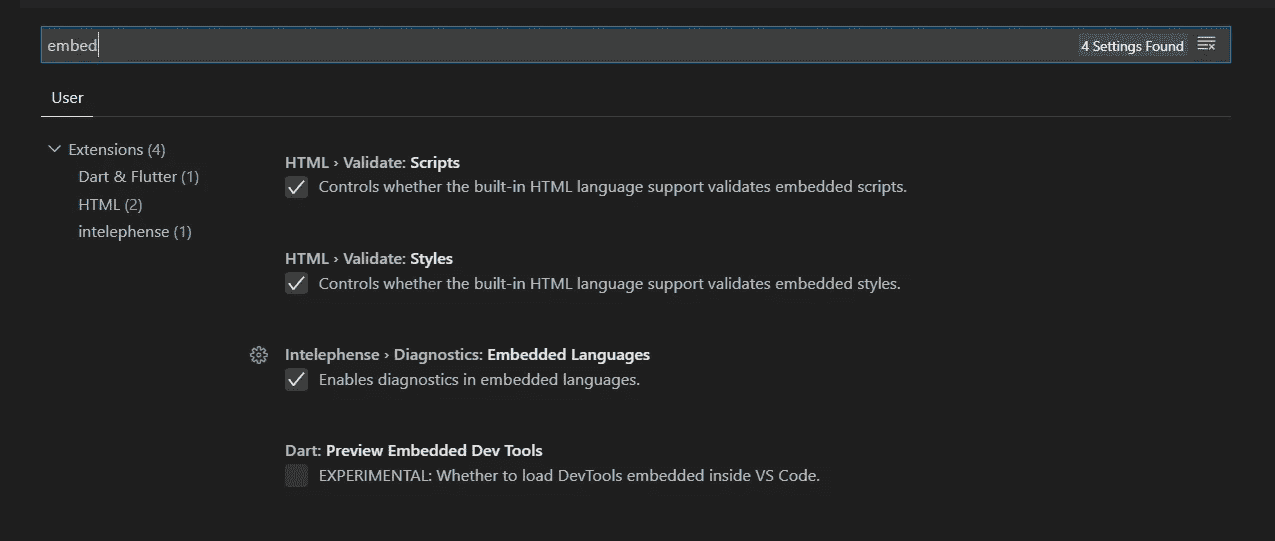 embed
4 Settings Found
User
Extensions (4)
Dart & Flutter (1)
HTML (2)
intelephense (1)
HTML › Validate: Scripts
Controls whether the built-in HTML language support validates embedded scripts.
HTML › Validate: Styles
Controls whether the built-in HTML language support validates embedded styles.
Intelephense › Diagnostics: Embedded Languages
Enables diagnostics in embedded languages.
Dart: Preview Embedded Dev Tools
EXPERIMENTAL: Whether to load DevTools embedded inside VS Code.